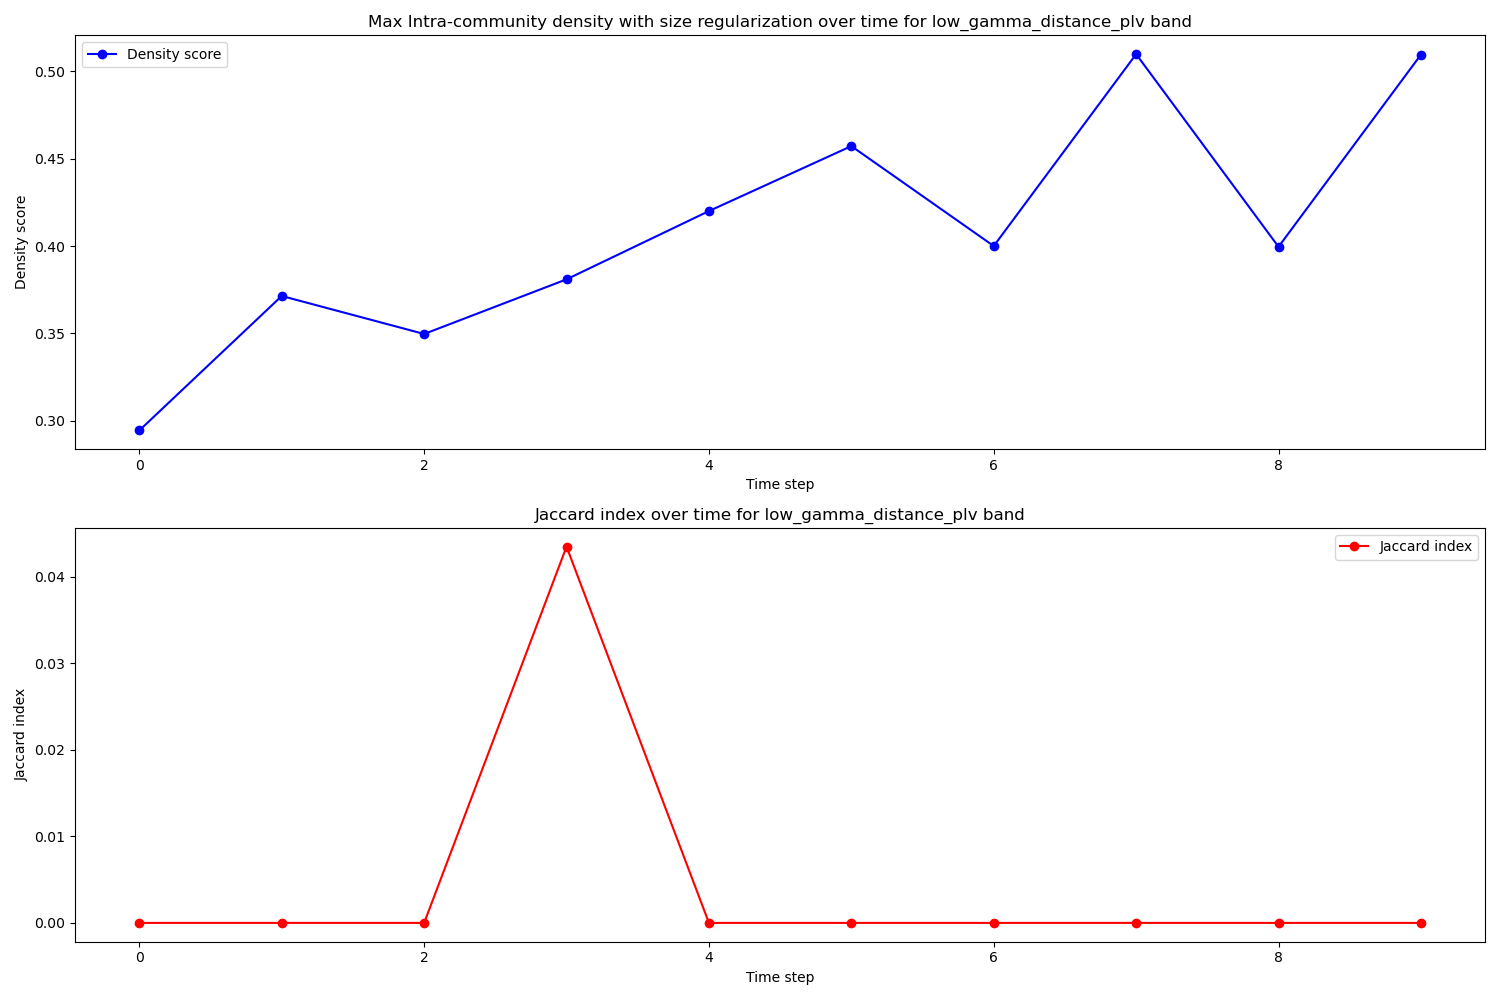 Max Intra-community density with size regularization over time for low_gamma_distance_plv band
Density score
0.50
0.45
0.40
0.35
0.30
Density score
0 2 4 6 8
Time step
Jaccard index over time for low_gamma_distance_plv band
Jaccard index
0.04
0.03
0.02
0.01
0.00
Jaccard index
0 2 4 6 8
Time step